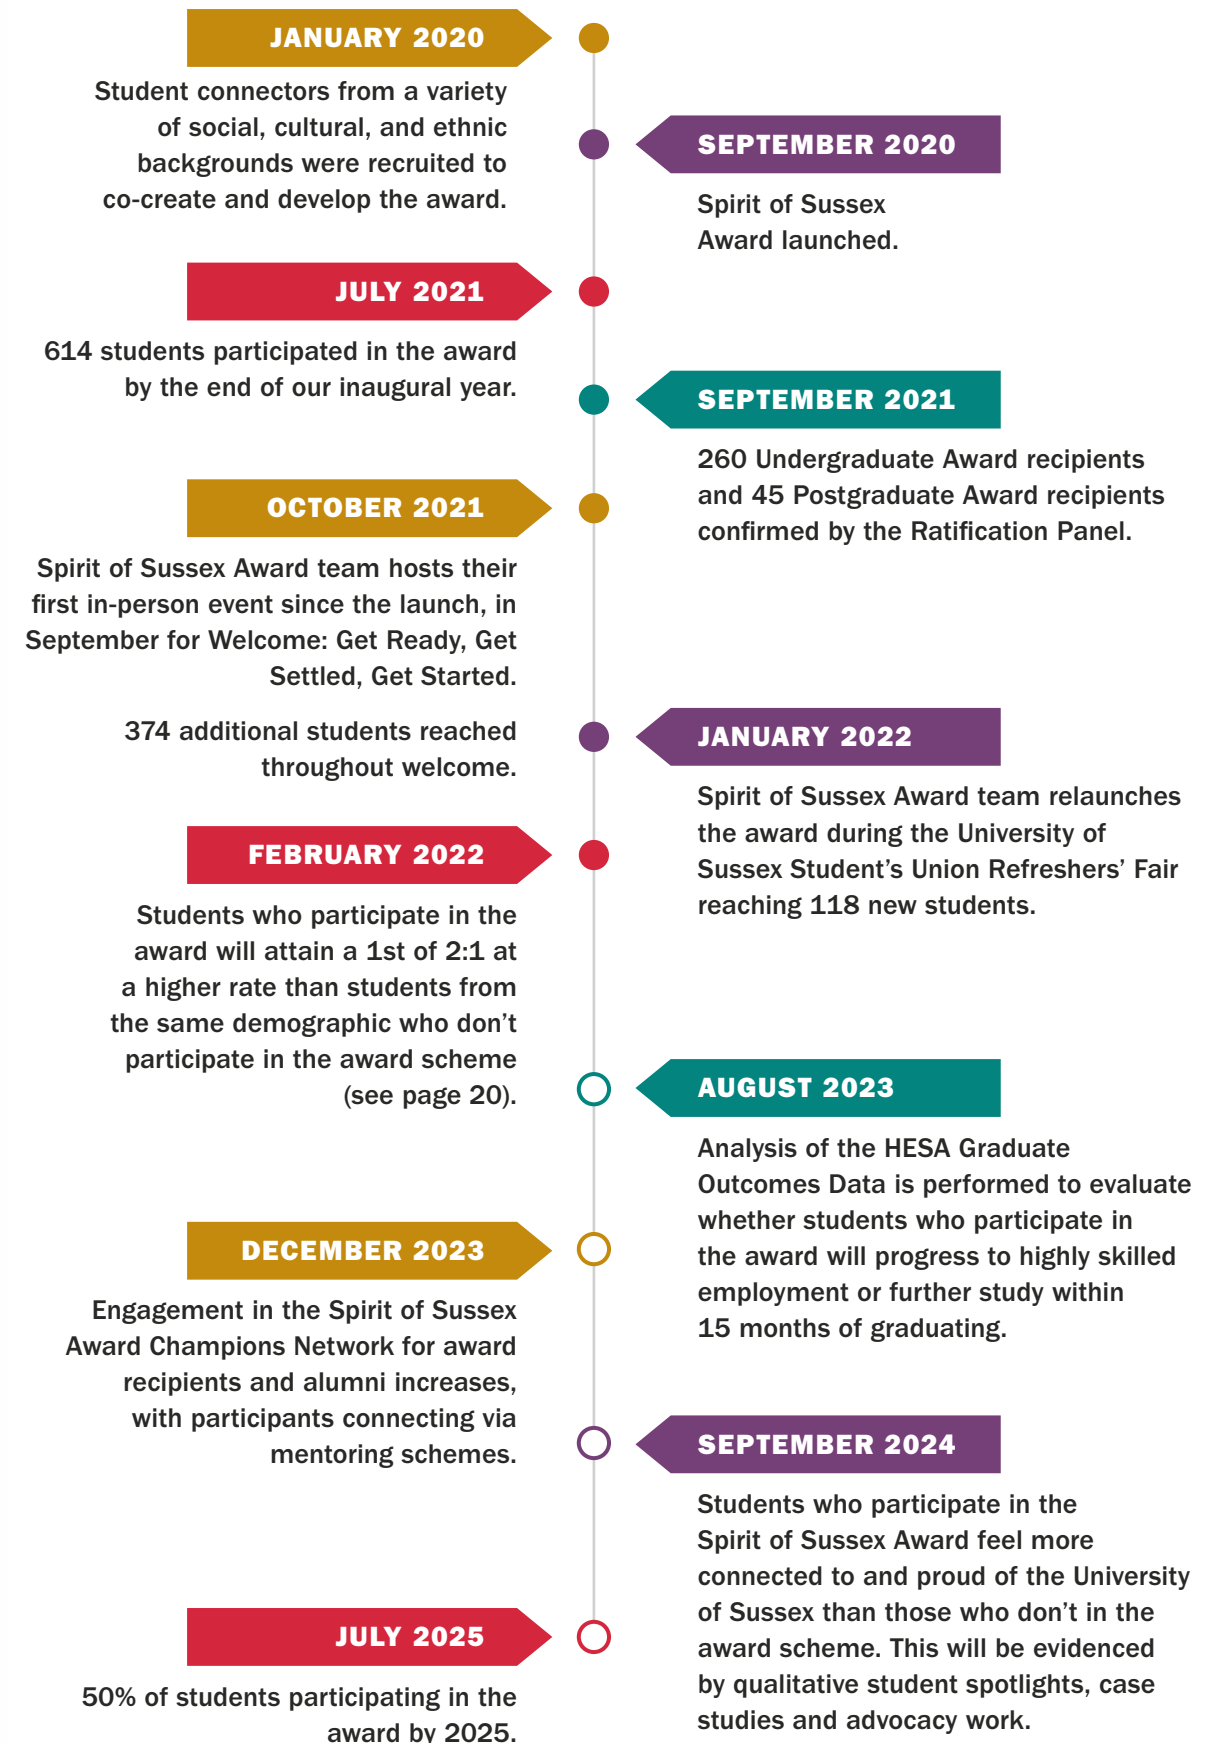 JANUARY 2020
Student connectors from a variety
of social, cultural, and ethnic
backgrounds were recruited to
co-create and develop the award.
SEPTEMBER 2020
Spirit of Sussex
Award launched.
JULY 2021
614 students participated in the award
by the end of our inaugural year.
SEPTEMBER 2021
260 Undergraduate Award recipients
and 45 Postgraduate Award recipients
confirmed by the Ratification Panel.
OCTOBER 2021
Spirit of Sussex Award team hosts their
first in-person event since the launch, in
September for Welcome: Get Ready, Get
Settled, Get Started.
374 additional students reached
throughout welcome.
JANUARY 2022
Spirit of Sussex Award team relaunches
the award during the University of
Sussex Student’s Union Refreshers’ Fair
reaching 118 new students.
FEBRUARY 2022
Students who participate in the
award will attain a 1st of 2:1 at
a higher rate than students from
the same demographic who don’t
participate in the award scheme
(see page 20).
AUGUST 2023
Analysis of the HESA Graduate
Outcomes Data is performed to evaluate
whether students who participate in
the award will progress to highly skilled
employment or further study within
15 months of graduating.
DECEMBER 2023
Engagement in the Spirit of Sussex
Award Champions Network for award
recipients and alumni increases,
with participants connecting via
mentoring schemes.
SEPTEMBER 2024
Students who participate in the
Spirit of Sussex Award feel more
connected to and proud of the University
of Sussex than those who don’t in the
award scheme. This will be evidenced
by qualitative student spotlights, case
studies and advocacy work.
JULY 2025
50% of students participating in the
award by 2025.